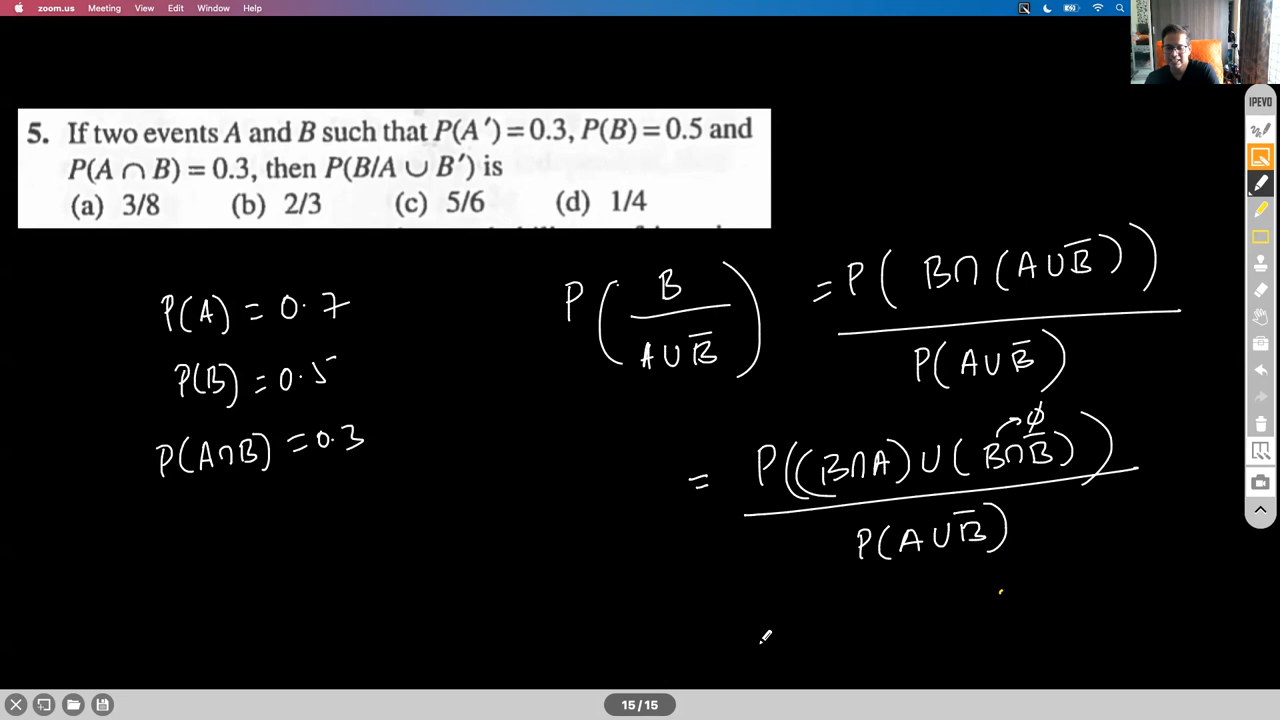 zoom.us Meeting View Edit Window Help
IPEVO
5. If two events A and B such that P(A′) = 0.3, P(B) = 0.5 and
P(A ∩ B) = 0.3, then P(B/A ∪ B′) is
(a) 3/8 (b) 2/3 (c) 5/6 (d) 1/4
P(A) = 0.7
P(B) = 0.5
P(A∩B) = 0.3
P(B/(A∪B̅)) = P(B∩(A∪B̅))/P(A∪B̅)
= P((B∩A)∪(B∩B̅))/P(A∪B̅)
→ϕ
15/15